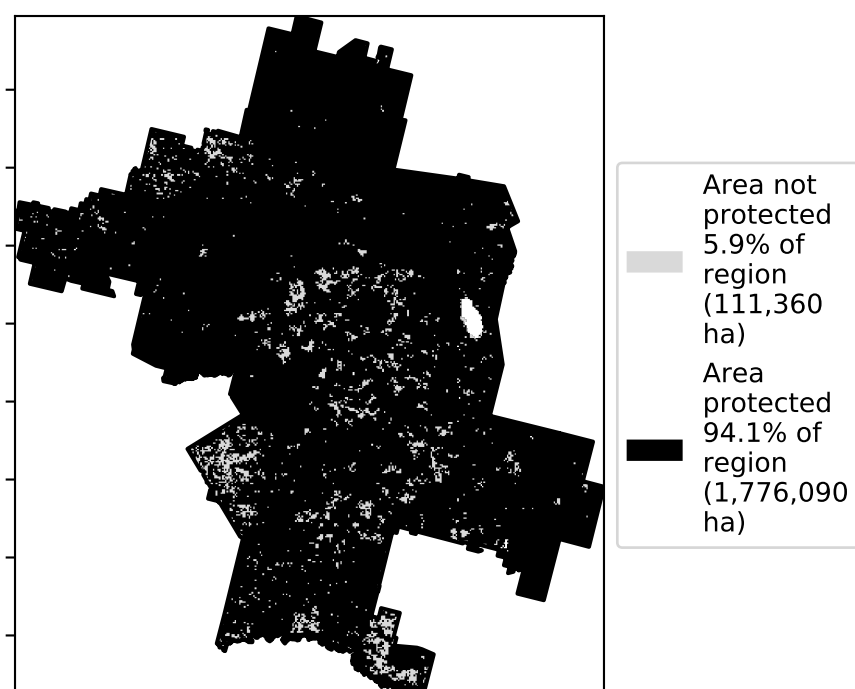 Area not
protected
5.9% of
region
(111,360
ha)
Area
protected
94.1% of
region
(1,776,090
ha)